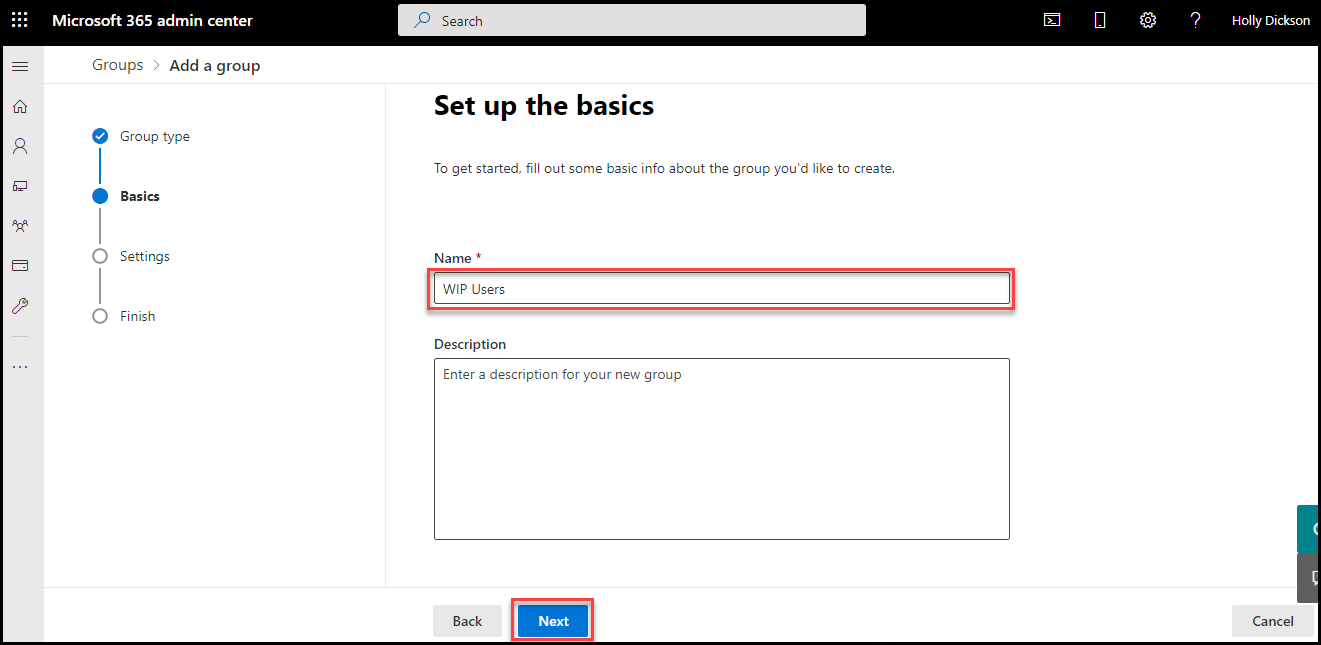 Microsoft 365 admin center
Search
Holly Dickson
Groups > Add a group
Set up the basics
Group type
Basics
Settings
Finish
To get started, fill out some basic info about the group you'd like to create.
Name *
WIP Users
Description
Enter a description for your new group
Back
Next
Cancel